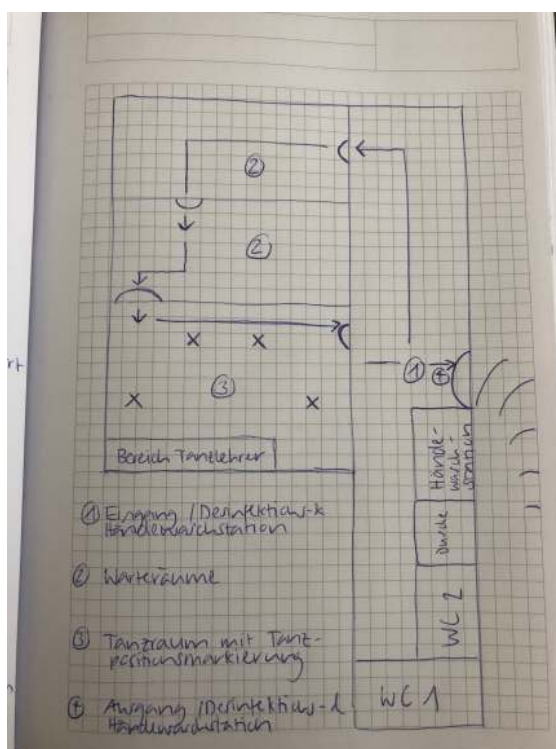 ②
②
①
④
③
Bereich Tanzlehrer
Hände-
wasch-
station
Dusche
WC 2
WC 1
① Eingang / Desinfektions-&
Händewaschstation
② Warteräume
③ Tanzraum mit Tanz-
positionsmarkierung
④ Ausgang / Desinfektions-&
Händewaschstation